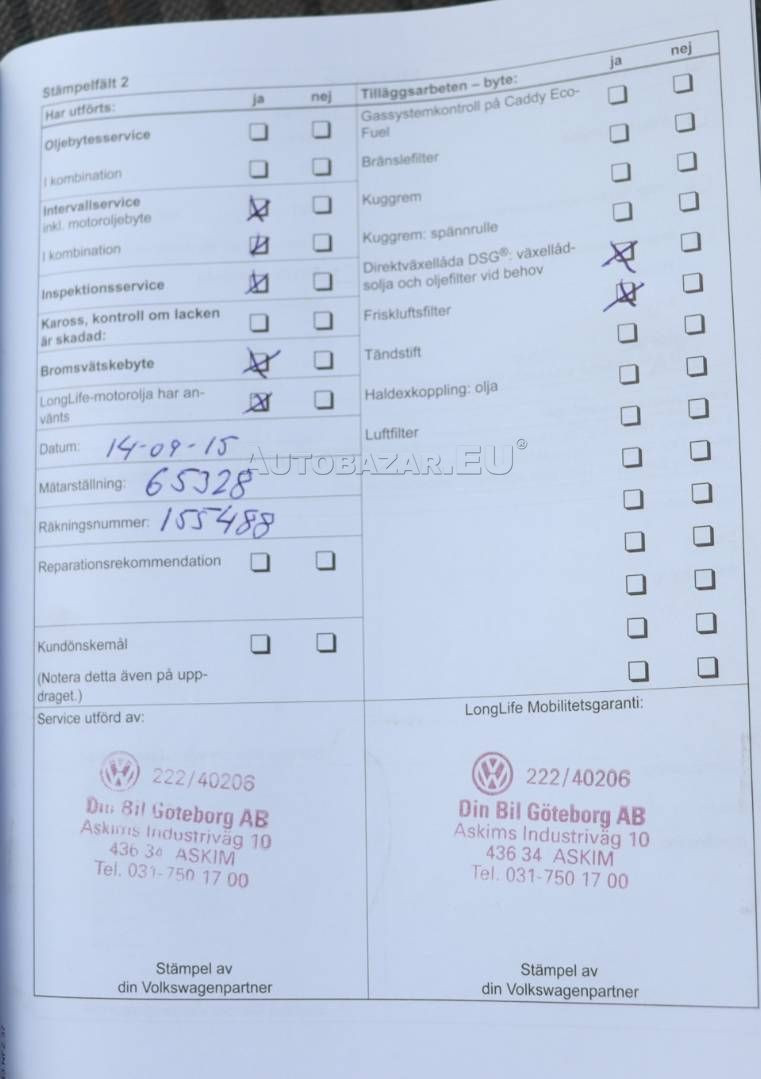 Stämpelfält 2
Har utförts: ja nej
Oljebytesservice
I kombination
Intervallservice
inkl. motoroljebyte
I kombination
Inspektionsservice
Kaross, kontroll om lacken
är skadad:
Bromsvätskebyte
LongLife-motorolja har an-
vänts
Datum: 14-09-15
Mätarställning: 65328
Räkningsnummer: 155488
Reparationsrekommendation
Kundönskemål
(Notera detta även på upp-
draget.)
Tilläggsarbeten – byte: ja nej
Gassystemkontroll på Caddy Eco-
Fuel
Bränslefilter
Kuggrem
Kuggrem: spännrulle
Direktväxellåda DSG®: växellåd-
solja och oljefilter vid behov
Friskluftsfilter
Tändstift
Haldexkoppling: olja
Luftfilter
AUTOBAZAR.EU®
Service utförd av:
222/40206
Din Bil Göteborg AB
Askims Industriväg 10
436 34 ASKIM
Tel. 031-750 17 00
Stämpel av
din Volkswagenpartner
LongLife Mobilitetsgaranti:
222/40206
Din Bil Göteborg AB
Askims Industriväg 10
436 34 ASKIM
Tel. 031-750 17 00
Stämpel av
din Volkswagenpartner